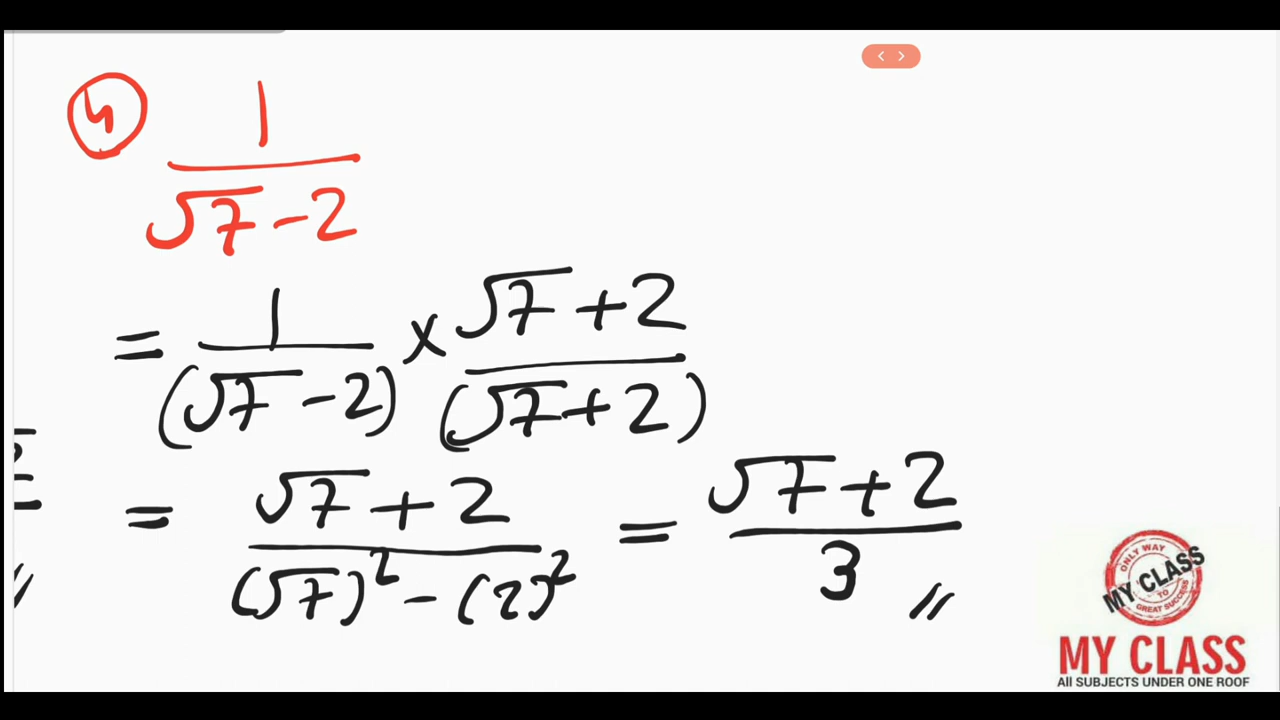 4 1/(√7-2)
= 1/(√7-2) × (√7+2)/(√7+2)
= (√7+2)/((√7)²-(2)²) = (√7+2)/3 //
ONLY WAY
MY CLASS
TO
GREAT SUCCESS
MY CLASS
All SUBJECTS UNDER ONE ROOF